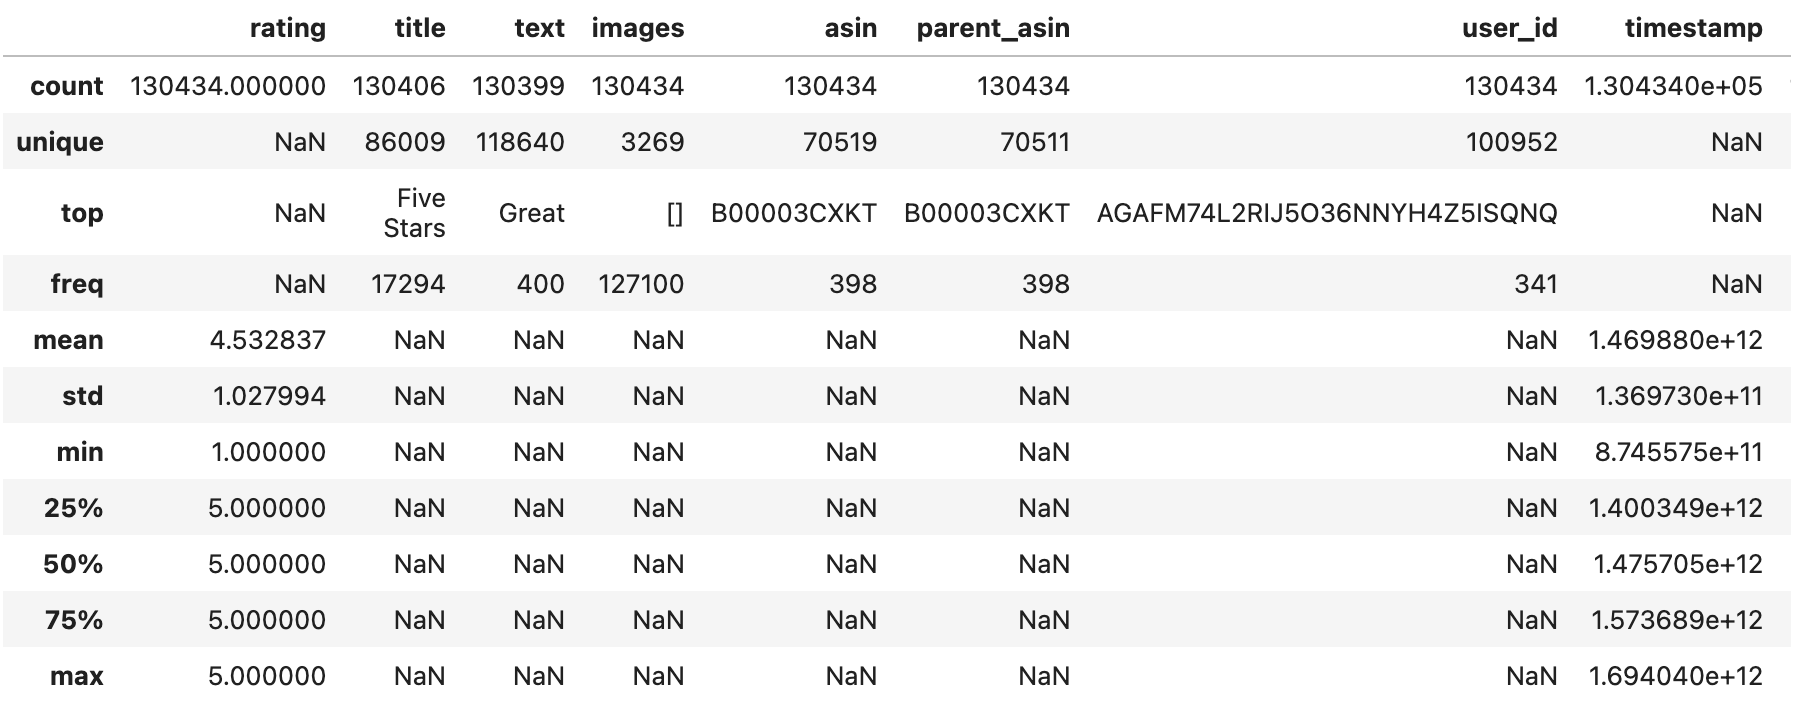 rating title text images asin parent_asin user_id timestamp
count 130434.000000 130406 130399 130434 130434 130434 130434 1.304340e+05
unique NaN 86009 118640 3269 70519 70511 100952 NaN
top NaN Five Stars Great [] B00003CXKT B00003CXKT AGAFM74L2RIJ5O36NNYH4Z5ISQNQ NaN
freq NaN 17294 400 127100 398 398 341 NaN
mean 4.532837 NaN NaN NaN NaN NaN NaN 1.469880e+12
std 1.027994 NaN NaN NaN NaN NaN NaN 1.369730e+11
min 1.000000 NaN NaN NaN NaN NaN NaN 8.745575e+11
25% 5.000000 NaN NaN NaN NaN NaN NaN 1.400349e+12
50% 5.000000 NaN NaN NaN NaN NaN NaN 1.475705e+12
75% 5.000000 NaN NaN NaN NaN NaN NaN 1.573689e+12
max 5.000000 NaN NaN NaN NaN NaN NaN 1.694040e+12